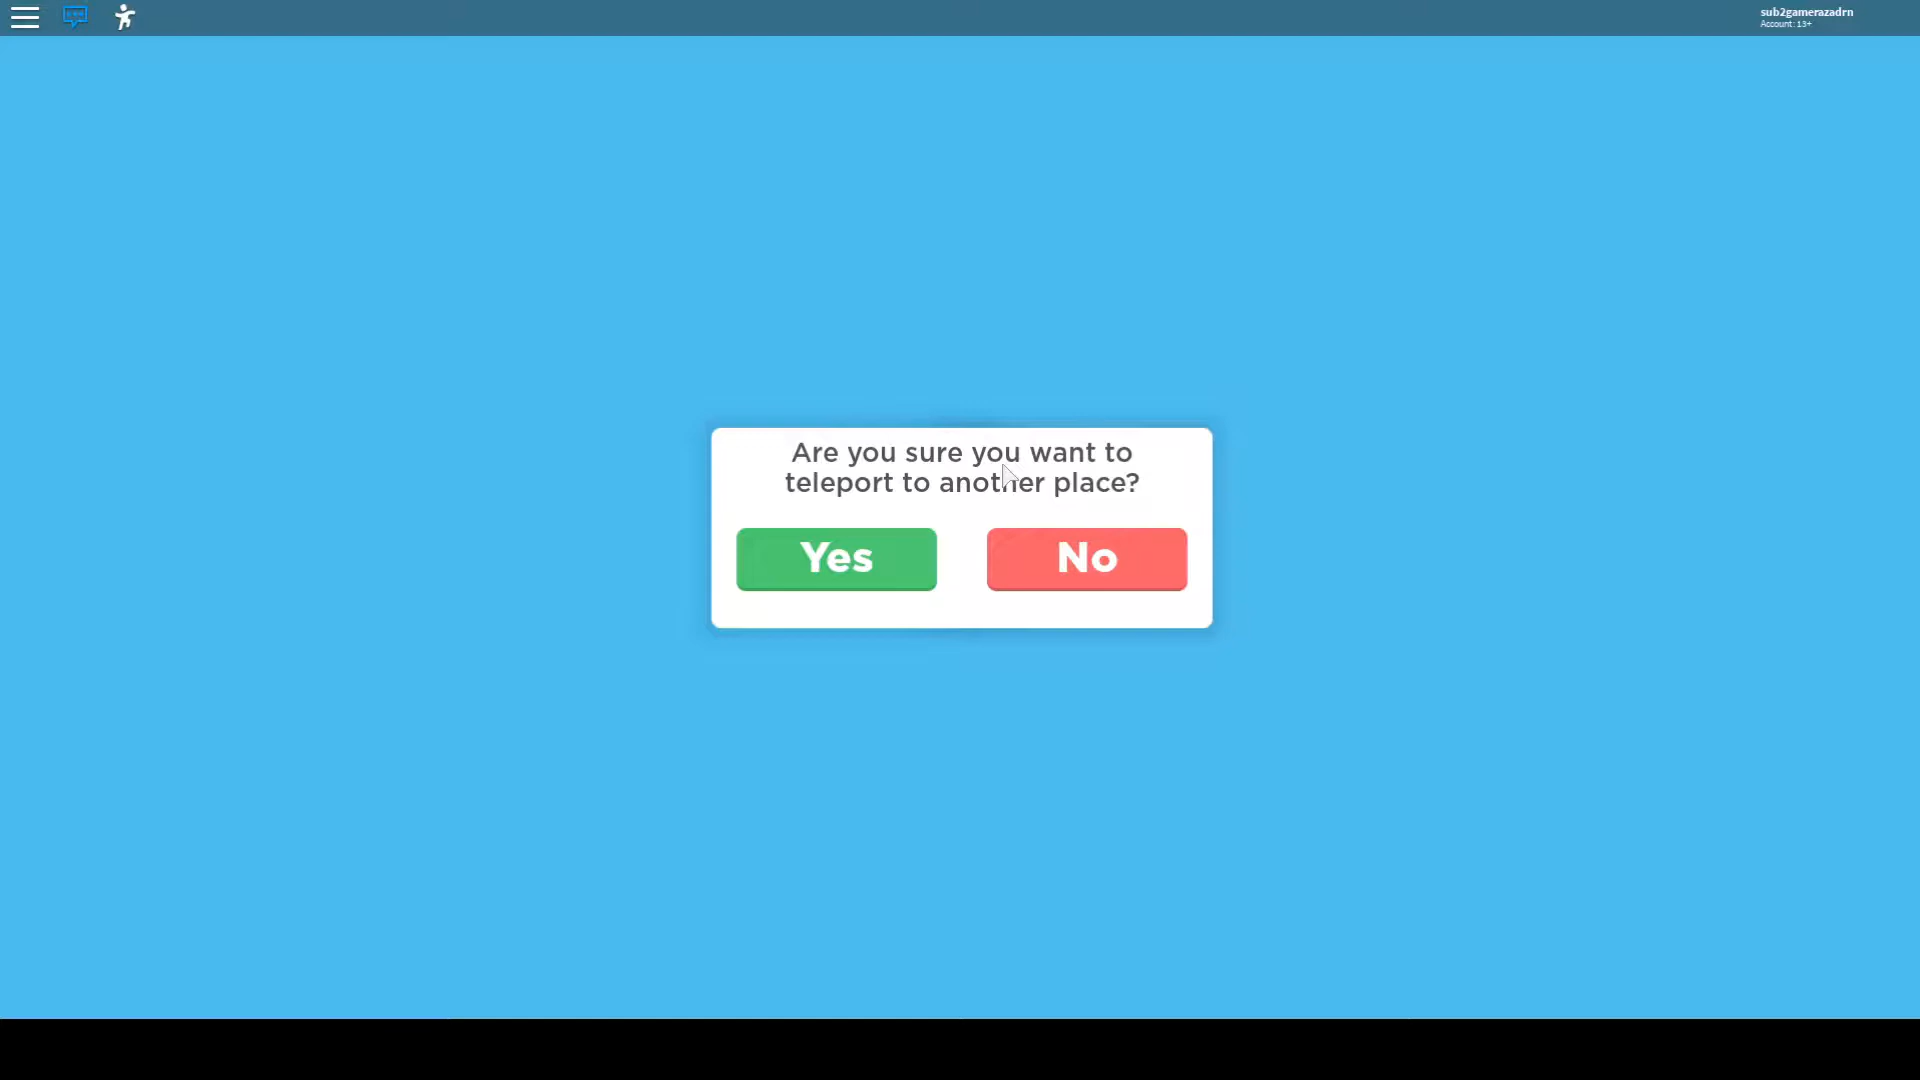 sub2gamerazadrn
Account: 13+
Are you sure you want to
teleport to another place?
Yes
No